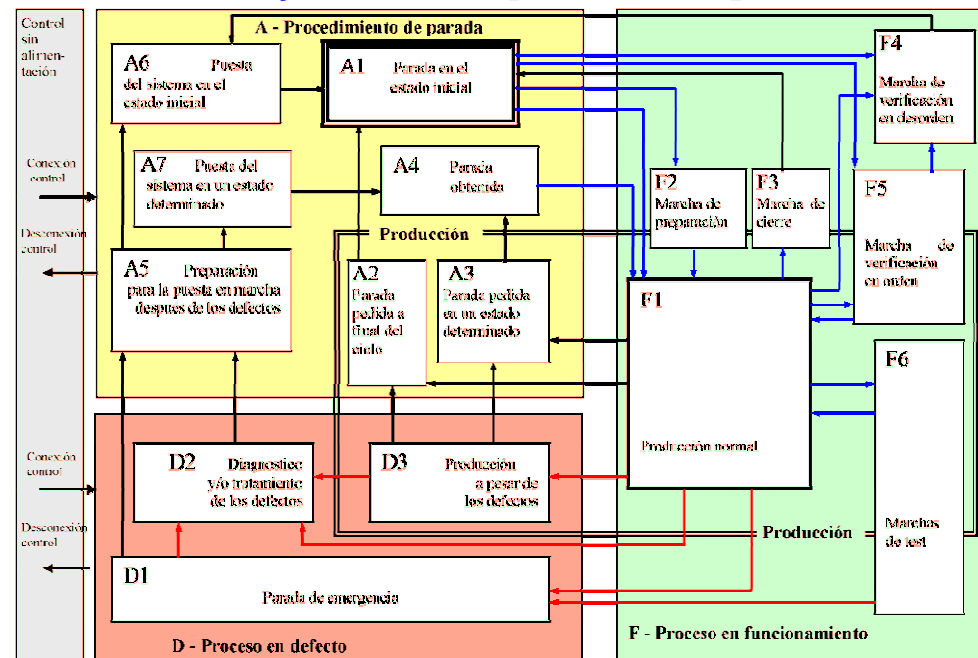 Control
sin
alimen-
tación
Conexión
control
Desconexión
control
Conexión
control
Desconexión
control
A - Procedimiento de parada
A6 Puesta
del sistema en el
estado inicial
A1 Parada en el
estado inicial
A7 Puesta del
sistema en un estado
determinado
A4 Parada
obtenida
Producción
A5 Preparación
para la puesta en marcha
despues de los defectos
A2
Parada
pedida a
final del
ciclo
A3
Parada pedida
en un estado
determinado
F4
Marcha de
verificación
en desorden
F2
Marcha de
preparación
F3
Marcha de
cierre
F5
Marcha de
verificación
en orden
F1
Producción normal
F6
Marchas
de test
D2 Diagnostico
y/o tratamiento
de los defectos
D3 Producción
a pesar de
los defectos
Producción
D1
Parada de emergencia
D - Proceso en defecto
F - Proceso en funcionamiento